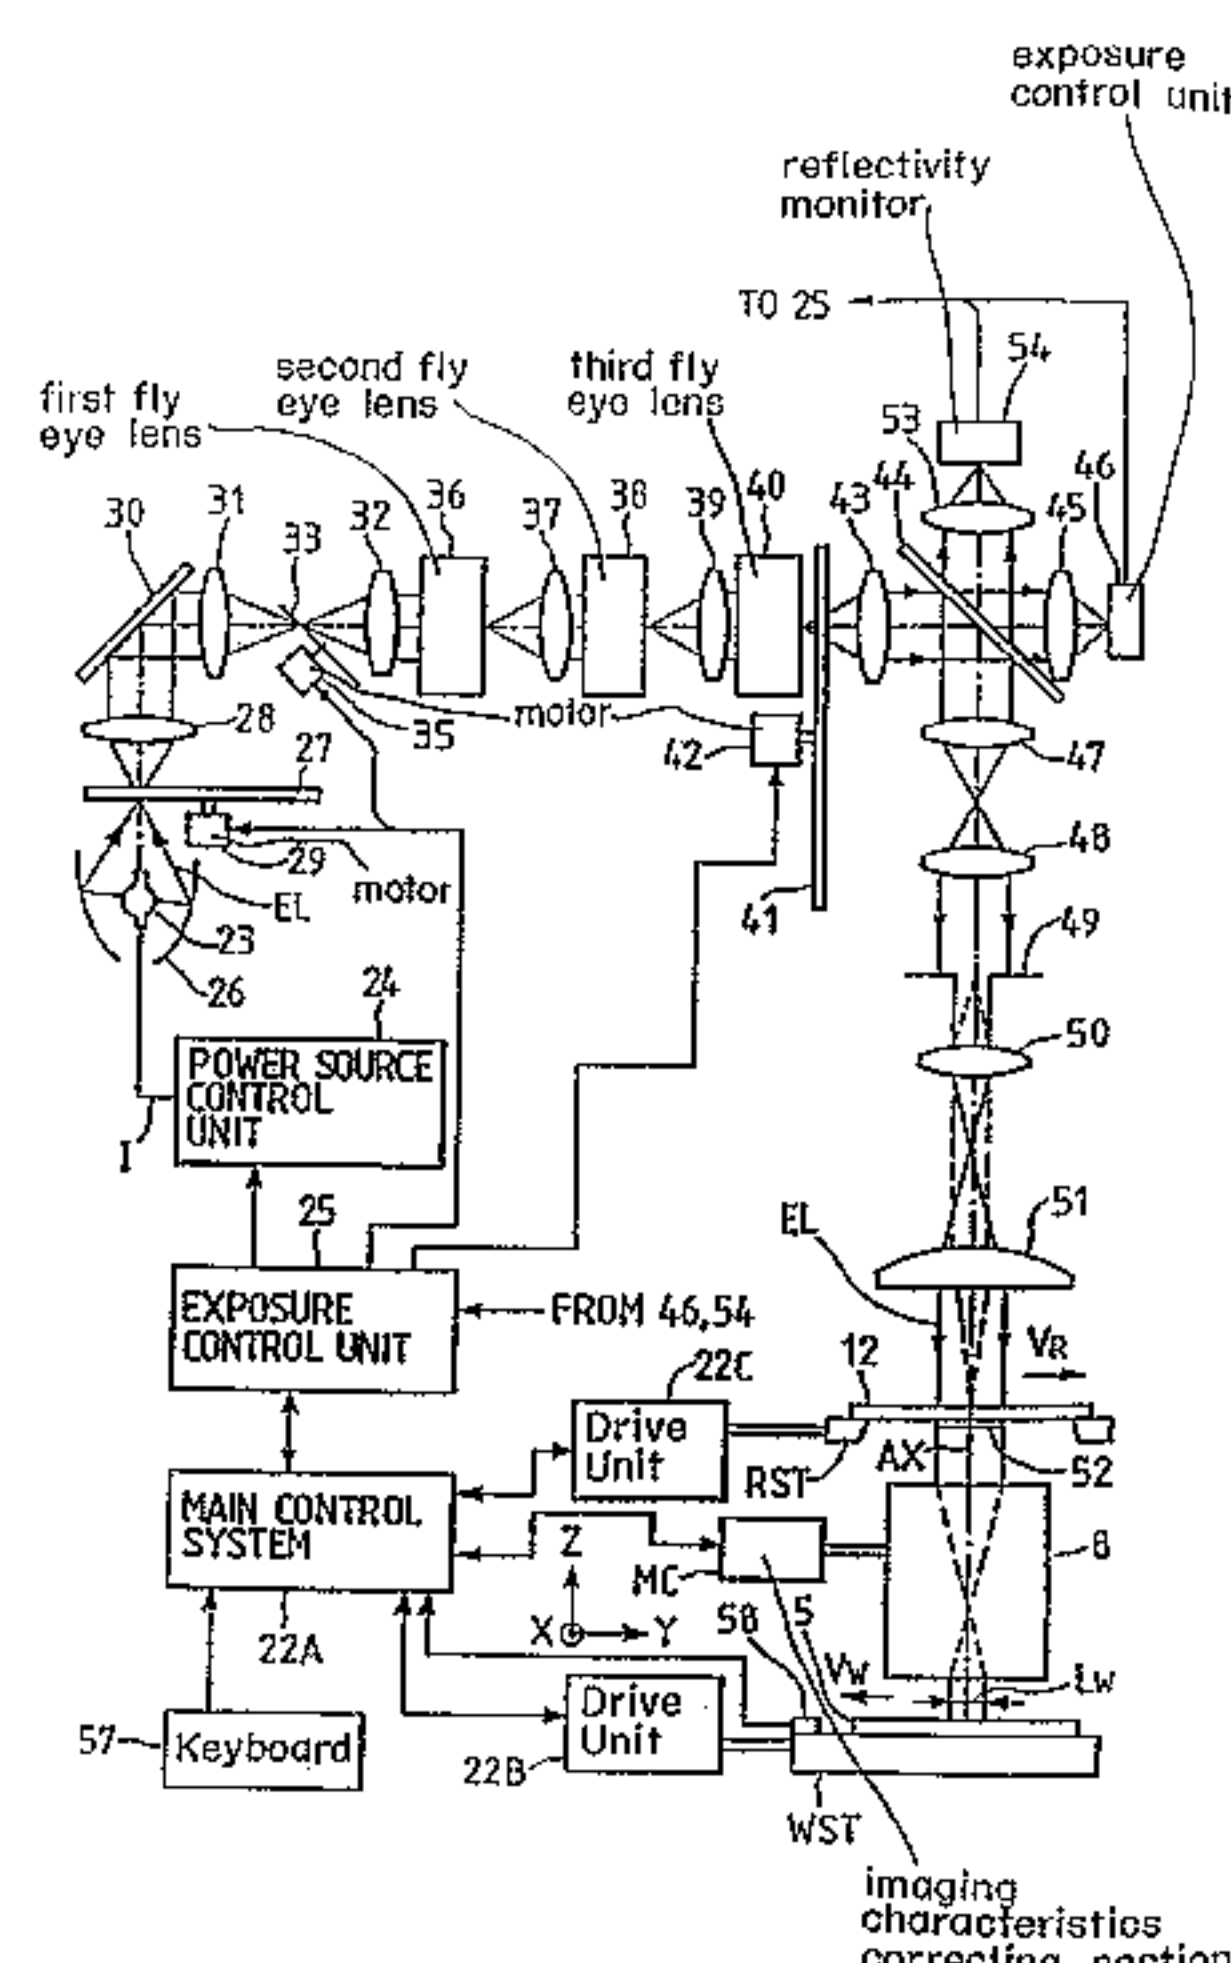 exposure
control unit
reflectivity
monitor
TO 25
54
second fly
eye lens
third fly
eye lens
first fly
eye lens
53
44
46
30
31
33
32
36
37
38
39
40
43
45
28
35
motor
42
47
27
29
EL
motor
48
41
49
23
26
24
50
POWER SOURCE
CONTROL
UNIT
I
25
EL
51
EXPOSURE
CONTROL UNIT
FROM 46,54
22C
12
VR
Drive
Unit
RST
AX
52
MAIN CONTROL
SYSTEM
Z
MC
8
X
Y
58
5
22A
VW
LW
57
Keyboard
Drive
Unit
22B
WST
imaging
characteristics
correcting section